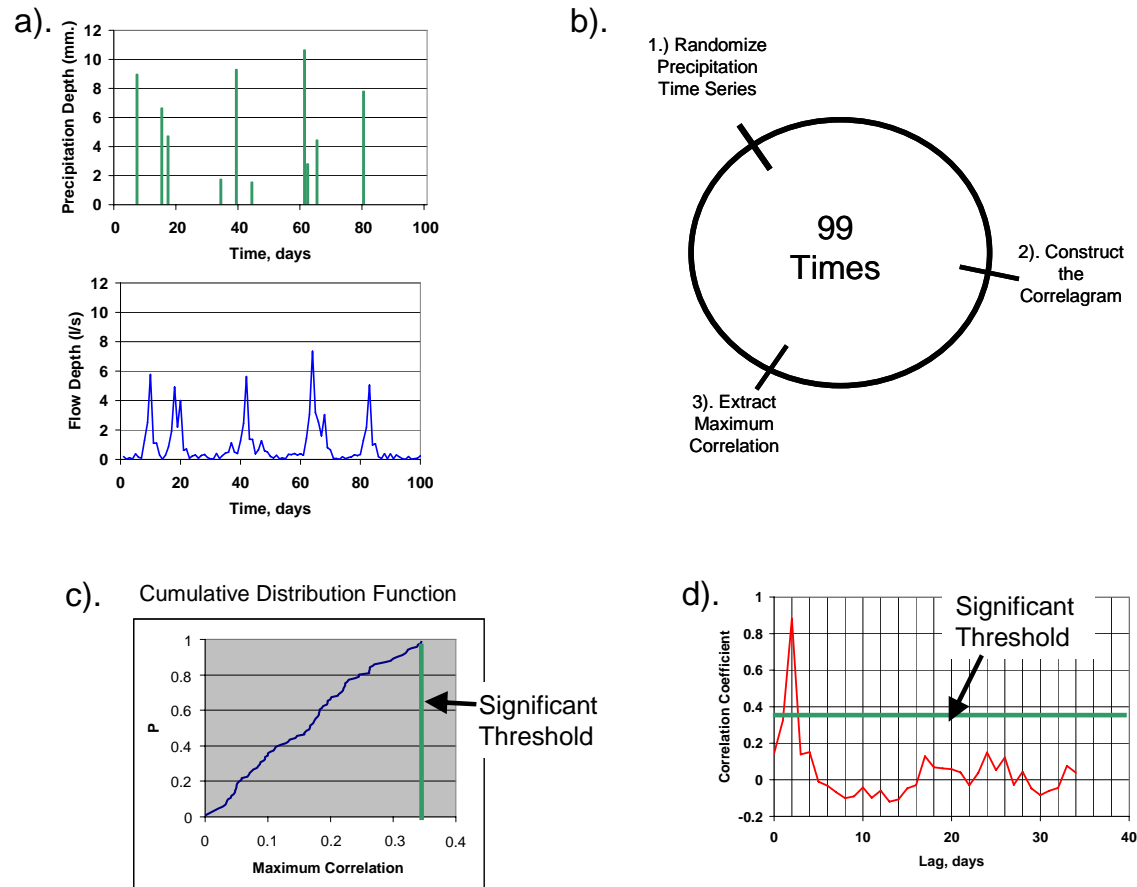 a).
Precipitation Depth (mm.)
12
10
8
6
4
2
0
0 20 40 60 80 100
Time, days
Flow Depth (l/s)
12
10
8
6
4
2
0
0 20 40 60 80 100
Time, days
b).
1.) Randomize
Precipitation
Time Series
99
Times
2). Construct
the
Correlagram
3). Extract
Maximum
Correlation
c).
Cumulative Distribution Function
P
1
0.8
0.6
0.4
0.2
0
0 0.1 0.2 0.3 0.4
Maximum Correlation
Significant
Threshold
d).
Correlation Coefficient
1
0.8
0.6
0.4
0.2
0
-0.2
0 10 20 30 40
Lag, days
Significant
Threshold